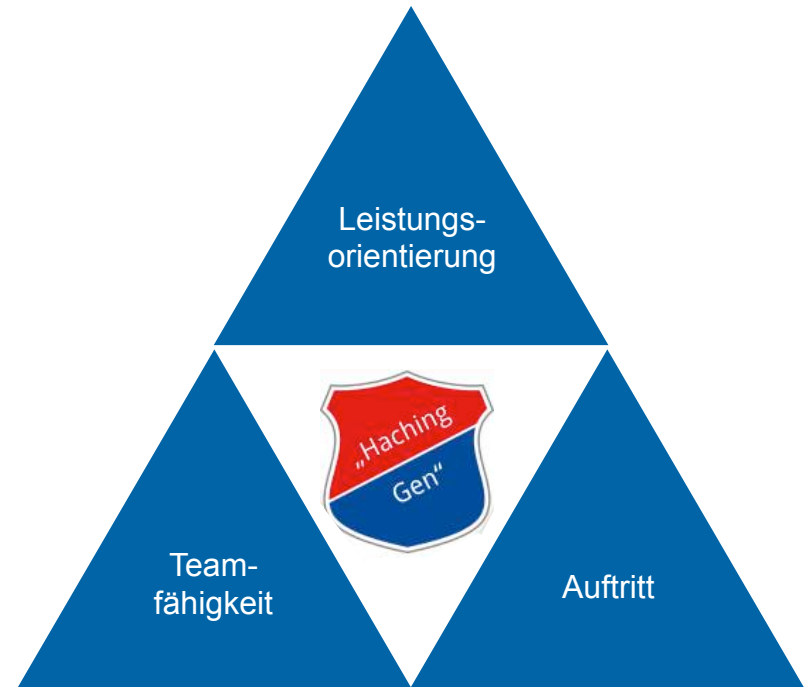 Leistungs-
orientierung
„Haching
Gen“
Team-
fähigkeit
Auftritt